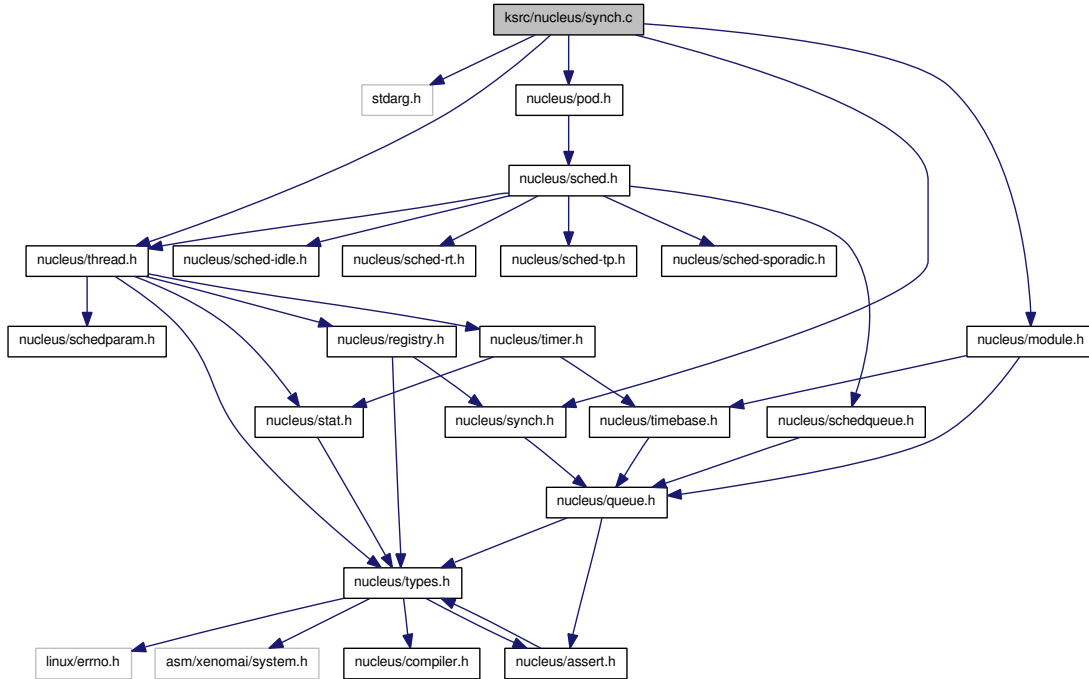 ksrc/nucleus/synch.c
stdarg.h
nucleus/pod.h
nucleus/sched.h
nucleus/thread.h
nucleus/sched-idle.h
nucleus/sched-rt.h
nucleus/sched-tp.h
nucleus/sched-sporadic.h
nucleus/schedparam.h
nucleus/registry.h
nucleus/timer.h
nucleus/module.h
nucleus/stat.h
nucleus/synch.h
nucleus/timebase.h
nucleus/schedqueue.h
nucleus/queue.h
nucleus/types.h
linux/errno.h
asm/xenomai/system.h
nucleus/compiler.h
nucleus/assert.h